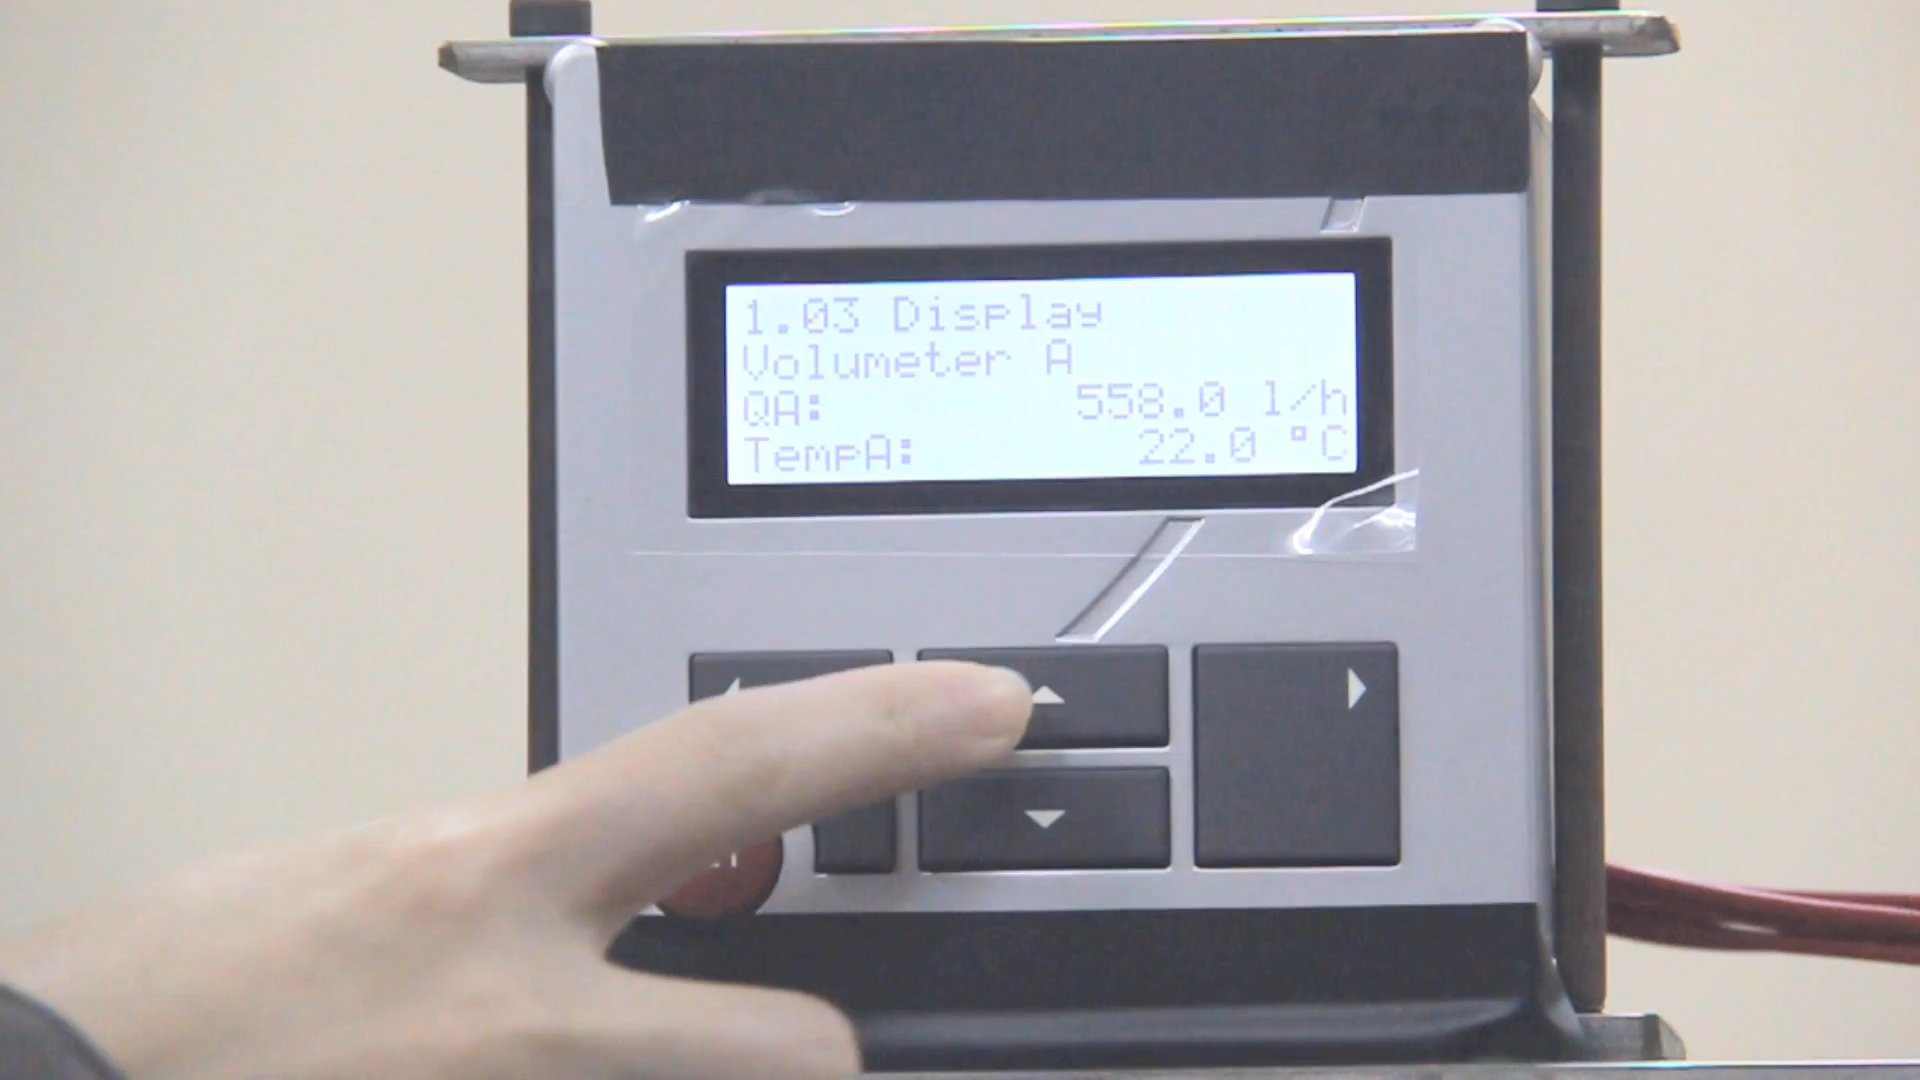 1.03 Display
Volumeter A
QA: 558.0 l/h
TempA: 22.0 °C